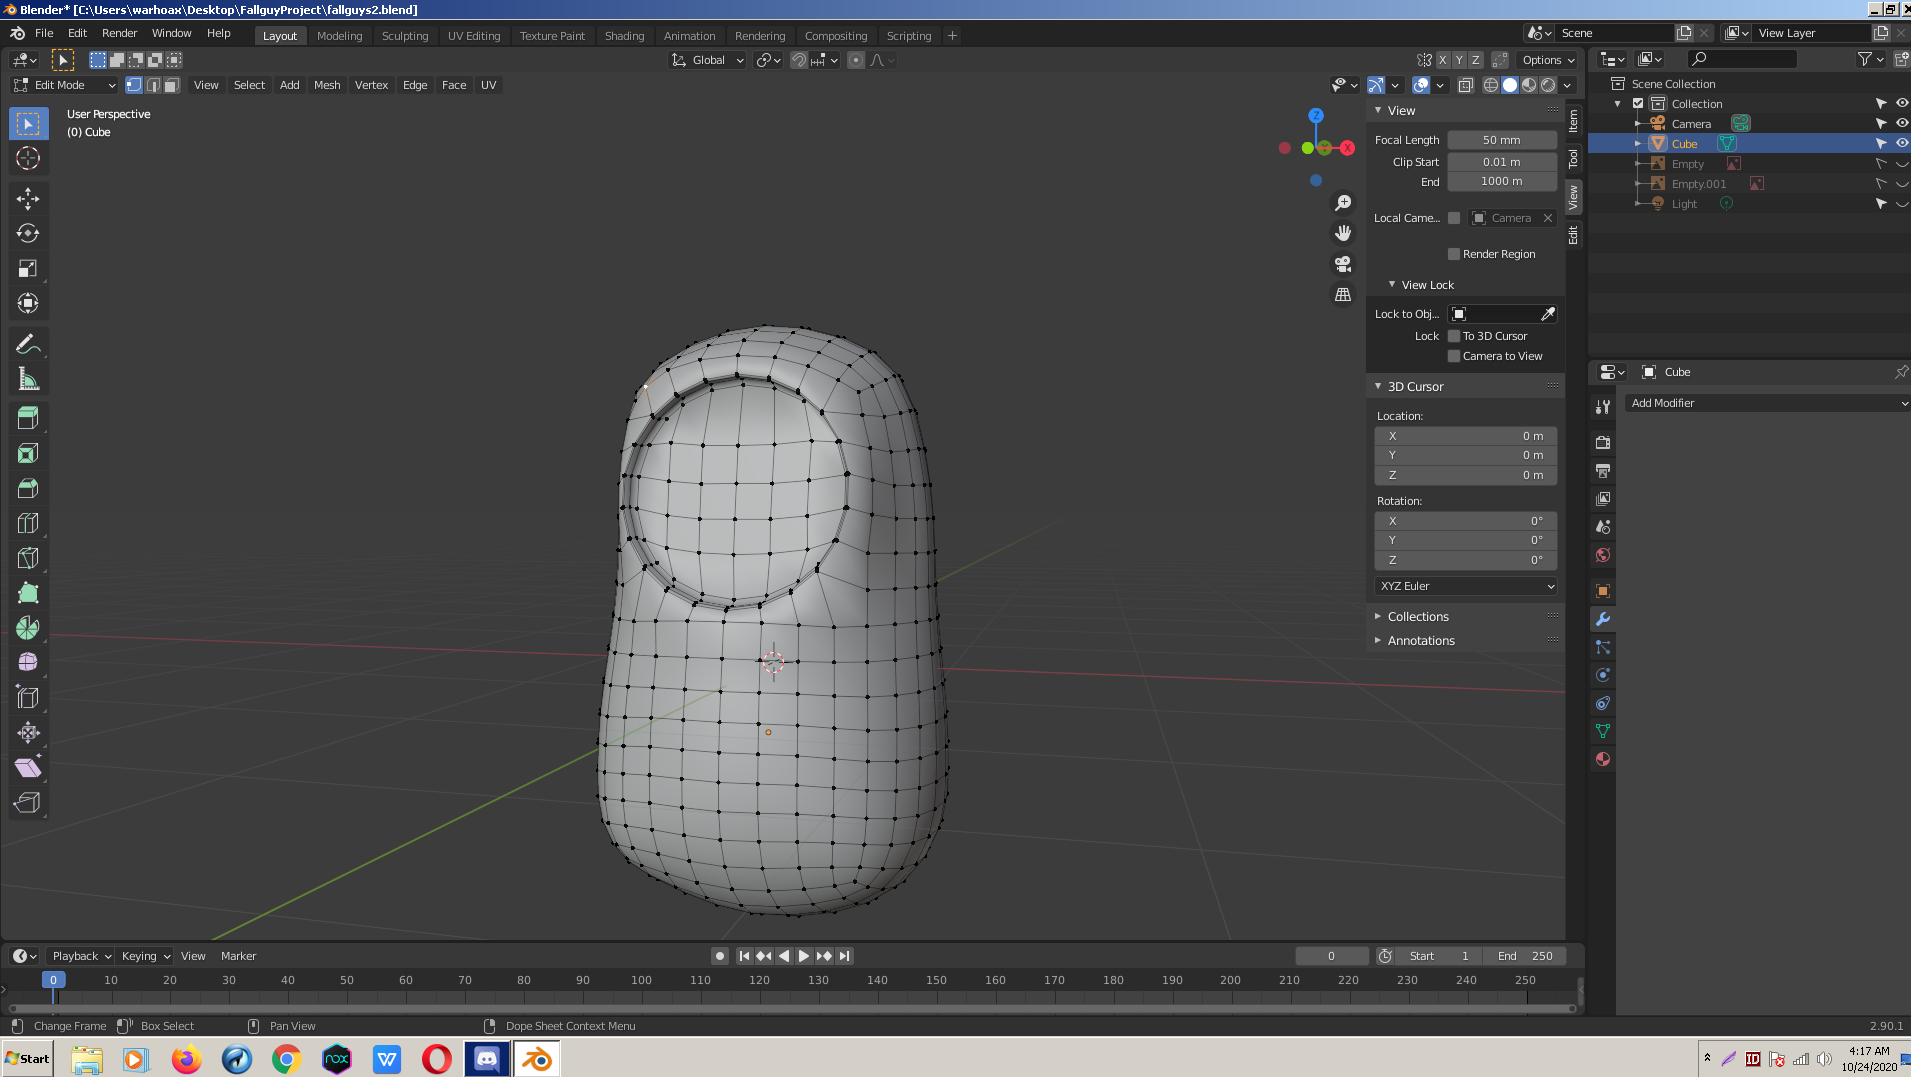 Blender* [C:\Users\warhoax\Desktop\FallguyProject\fallguys2.blend]
File Edit Render Window Help Layout Modeling Sculpting UV Editing Texture Paint Shading Animation Rendering Compositing Scripting + Scene View Layer
Global X Y Z Options
Edit Mode View Select Add Mesh Vertex Edge Face UV
User Perspective
(0) Cube
Z
X
View
Focal Length 50 mm
Clip Start 0.01 m
End 1000 m
Local Came... Camera
Render Region
View Lock
Lock to Obj...
Lock To 3D Cursor
Camera to View
3D Cursor
Location:
X 0 m
Y 0 m
Z 0 m
Rotation:
X 0°
Y 0°
Z 0°
XYZ Euler
Collections
Annotations
Item
Tool
View
Edit
Scene Collection
Collection
Camera
Cube
Empty
Empty.001
Light
Cube
Add Modifier
Playback Keying View Marker 0 Start 1 End 250
0 10 20 30 40 50 60 70 80 90 100 110 120 130 140 150 160 170 180 190 200 210 220 230 240 250
Change Frame Box Select Pan View Dope Sheet Context Menu 2.90.1
Start nox W ID 4:17 AM
10/24/2020